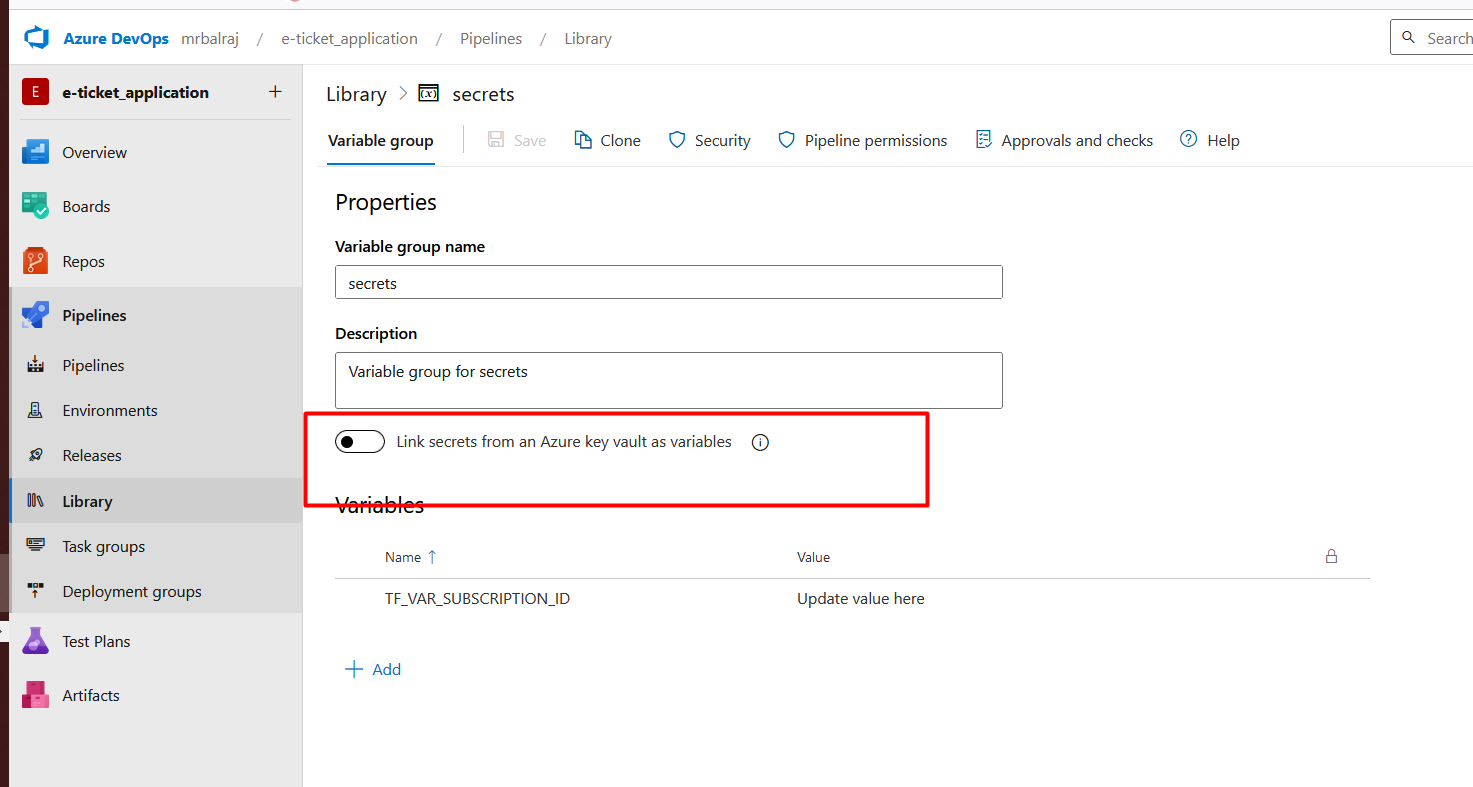 Azure DevOps mrbalraj / e-ticket_application / Pipelines / Library
Search
E e-ticket_application +
Overview
Boards
Repos
Pipelines
Pipelines
Environments
Releases
Library
Task groups
Deployment groups
Test Plans
Artifacts
Library > (x) secrets
Variable group Save Clone Security Pipeline permissions Approvals and checks Help
Properties
Variable group name
secrets
Description
Variable group for secrets
Link secrets from an Azure key vault as variables
Variables
Name ↑ Value
TF_VAR_SUBSCRIPTION_ID Update value here
+ Add